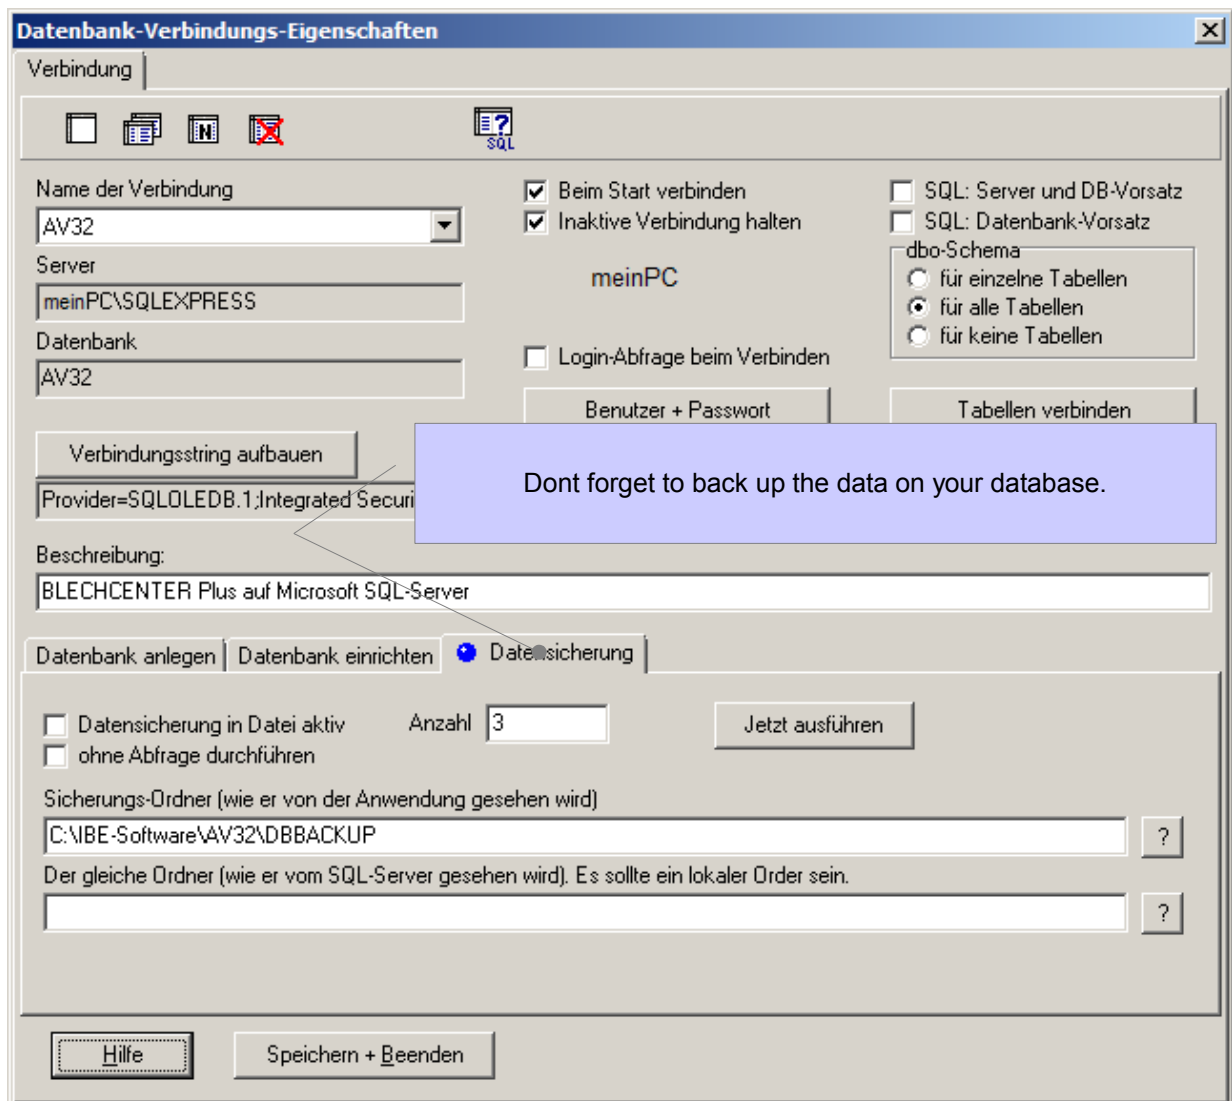 Datenbank-Verbindungs-Eigenschaften
Verbindung
N
? SQL
Name der Verbindung
AV32
Server
meinPC\SQLEXPRESS
Datenbank
AV32
Beim Start verbinden
Inaktive Verbindung halten
meinPC
Login-Abfrage beim Verbinden
Benutzer + Passwort
SQL: Server und DB-Vorsatz
SQL: Datenbank-Vorsatz
dbo-Schema
für einzelne Tabellen
für alle Tabellen
für keine Tabellen
Tabellen verbinden
Verbindungsstring aufbauen
Provider=SQLOLEDB.1;Integrated Securi
Dont forget to back up the data on your database.
Beschreibung:
BLECHCENTER Plus auf Microsoft SQL-Server
Datenbank anlegen Datenbank einrichten Datensicherung
Datensicherung in Datei aktiv Anzahl 3 Jetzt ausführen
ohne Abfrage durchführen
Sicherungs-Ordner (wie er von der Anwendung gesehen wird)
C:\IBE-Software\AV32\DBBACKUP ?
Der gleiche Ordner (wie er vom SQL-Server gesehen wird). Es sollte ein lokaler Order sein.
?
Hilfe Speichern + Beenden